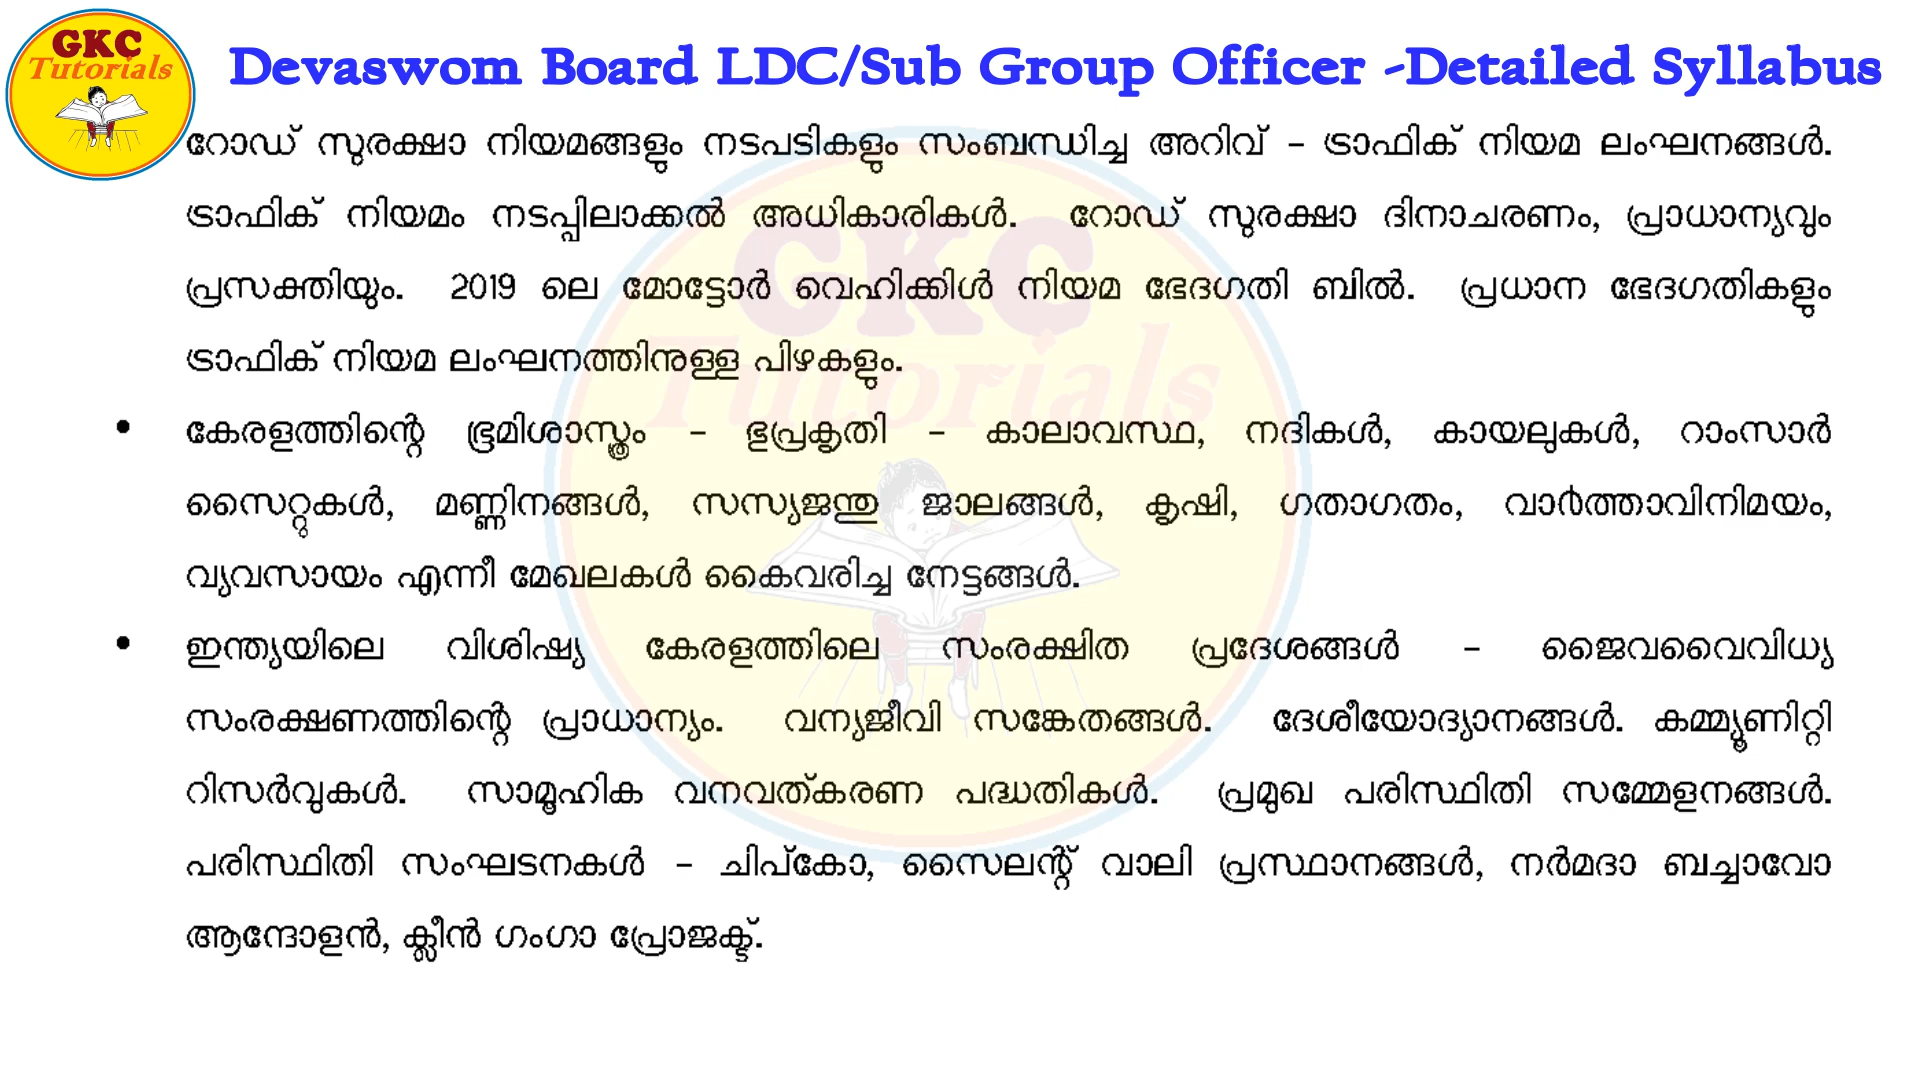 GKC
Tutorials
Devaswom Board LDC/Sub Group Officer -Detailed Syllabus
റോഡ് സുരക്ഷാ നിയമങ്ങളും നടപടികളും സംബന്ധിച്ച അറിവ് – ട്രാഫിക് നിയമ ലംഘനങ്ങൾ.
ട്രാഫിക് നിയമം നടപ്പിലാക്കൽ അധികാരികൾ. റോഡ് സുരക്ഷാ ദിനാചരണം, പ്രാധാന്യവും
പ്രസക്തിയും. 2019 ലെ മോട്ടോർ വെഹിക്കിൾ നിയമ ഭേദഗതി ബിൽ. പ്രധാന ഭേദഗതികളും
ട്രാഫിക് നിയമ ലംഘനത്തിനുള്ള പിഴകളും.
• കേരളത്തിന്റെ ഭൂമിശാസ്ത്രം – ഭുപ്രകൃതി – കാലാവസ്ഥ, നദികൾ, കായലുകൾ, റാംസാർ
സൈറ്റുകൾ, മണ്ണിനങ്ങൾ, സസ്യജന്തു ജാലങ്ങൾ, കൃഷി, ഗതാഗതം, വാർത്താവിനിമയം,
വ്യവസായം എന്നീ മേഖലകൾ കൈവരിച്ച നേട്ടങ്ങൾ.
• ഇന്ത്യയിലെ വിശിഷ്യ കേരളത്തിലെ സംരക്ഷിത പ്രദേശങ്ങൾ – ജൈവവൈവിധ്യ
സംരക്ഷണത്തിന്റെ പ്രാധാന്യം. വന്യജീവി സങ്കേതങ്ങൾ. ദേശീയോദ്യാനങ്ങൾ. കമ്മ്യൂണിറ്റി
റിസർവുകൾ. സാമൂഹിക വനവത്കരണ പദ്ധതികൾ. പ്രമുഖ പരിസ്ഥിതി സമ്മേളനങ്ങൾ.
പരിസ്ഥിതി സംഘടനകൾ – ചിപ്കോ, സൈലന്റ് വാലി പ്രസ്ഥാനങ്ങൾ, നർമദാ ബച്ചാവോ
ആന്ദോളൻ, ക്ലീൻ ഗംഗാ പ്രോജക്ട്.
GKC
Tutorials